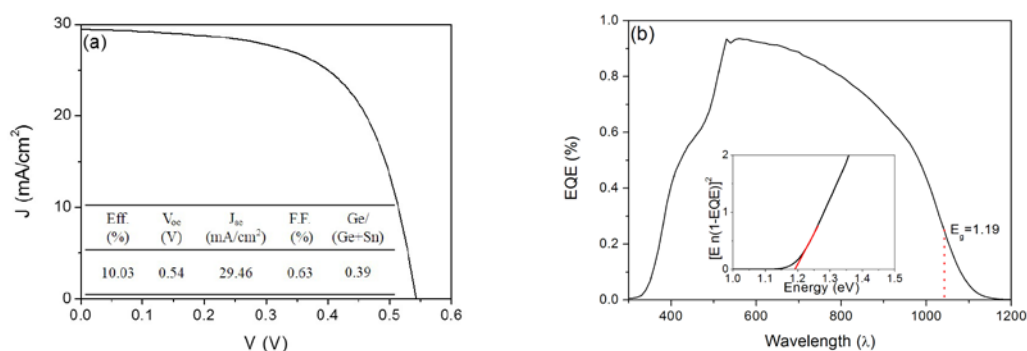 (a)
30
20
10
0
J (mA/cm²)
Eff. V_oc J_sc F.F. Ge/
(%) (V) (mA/cm²) (%) (Ge+Sn)
10.03 0.54 29.46 0.63 0.39
0.0 0.1 0.2 0.3 0.4 0.5 0.6
V (V)
(b)
1.0
0.8
0.6
0.4
0.2
0.0
EQE (%)
[E n(1-EQE)]²
2
1
0
1.0 1.1 1.2 1.3 1.4 1.5
Energy (eV)
E_g=1.19
400 600 800 1000 1200
Wavelength (λ)